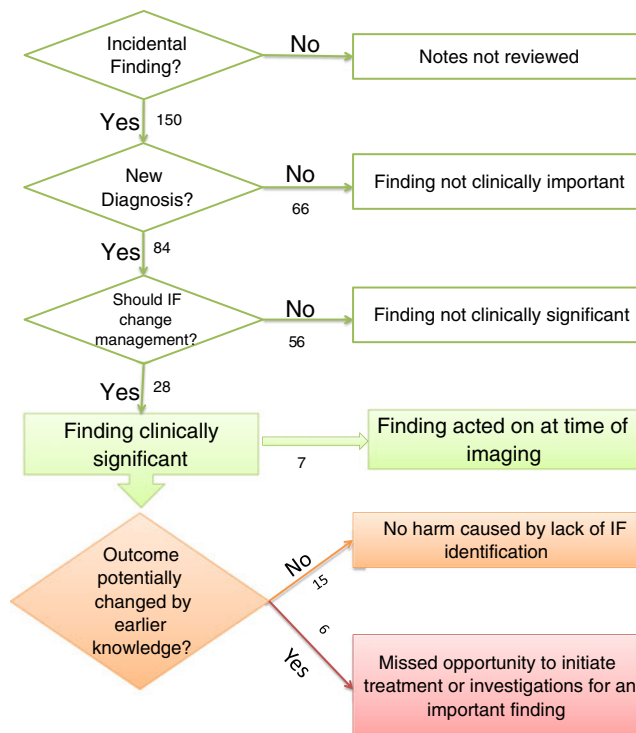 Incidental
Finding?
No
Notes not reviewed
Yes
150
New
Diagnosis?
No
66
Finding not clinically important
Yes
84
Should IF
change
management?
No
56
Finding not clinically significant
Yes
28
Finding clinically
significant
7
Finding acted on at time of
imaging
Outcome
potentially
changed by
earlier
knowledge?
No
15
No harm caused by lack of IF
identification
6
Yes
Missed opportunity to initiate
treatment or investigations for an
important finding